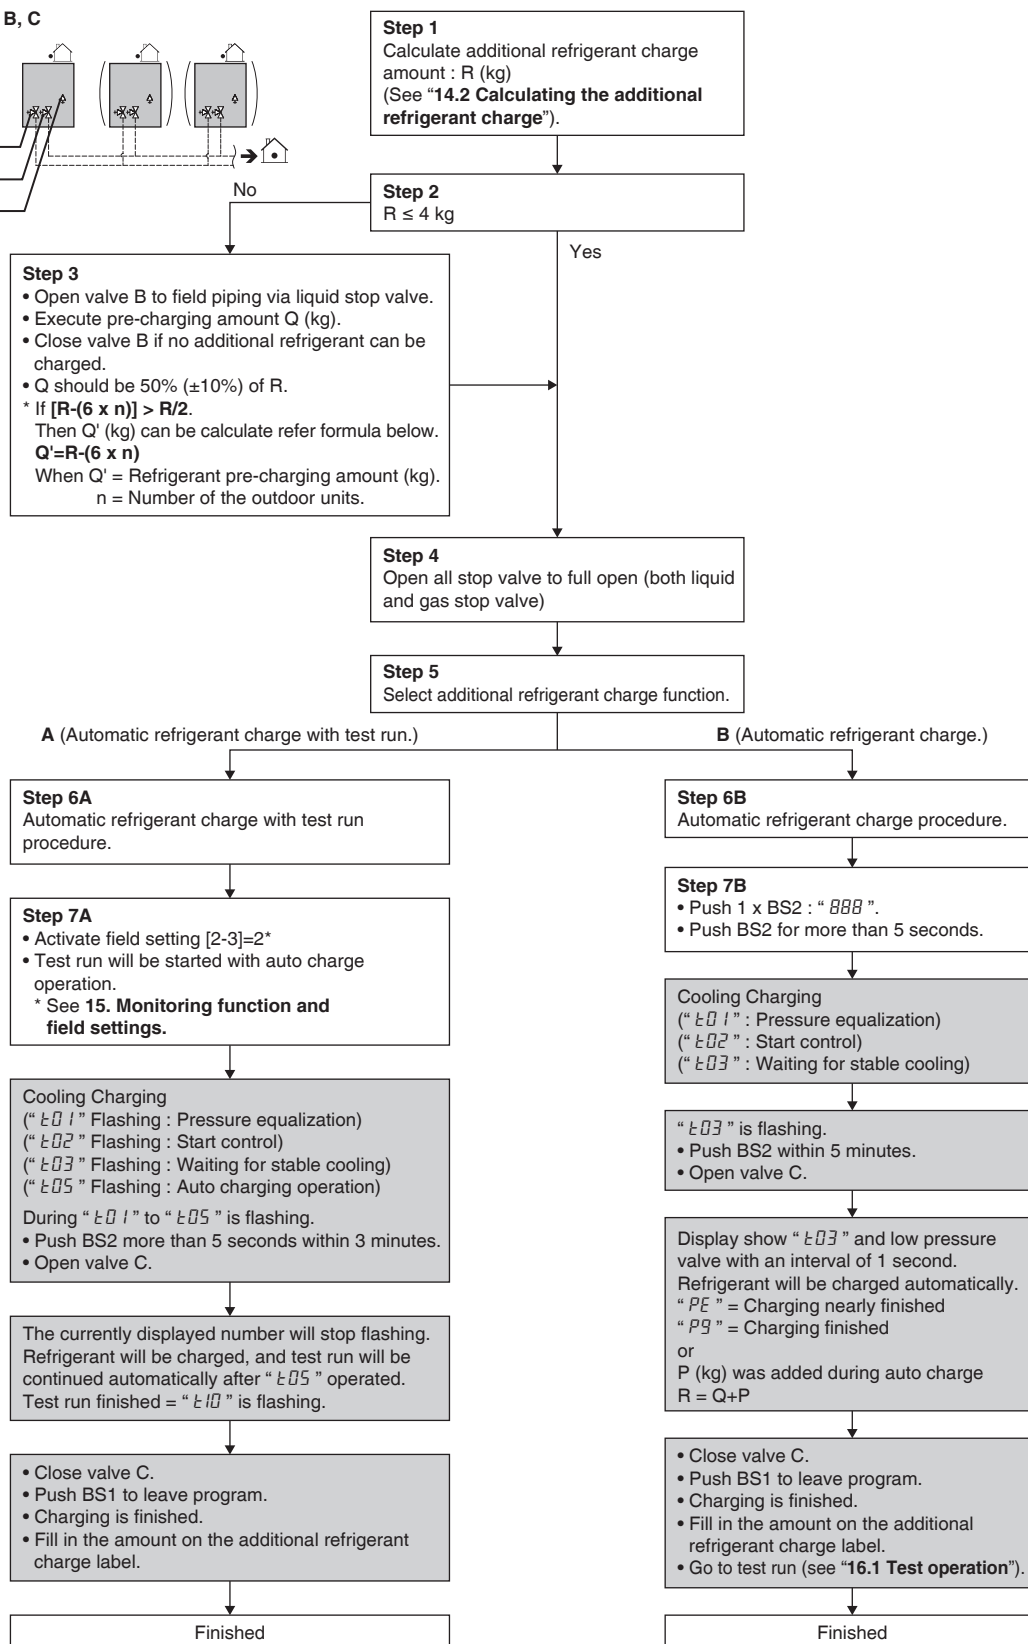 B, C
Step 1
Calculate additional refrigerant charge
amount : R (kg)
(See “14.2 Calculating the additional
refrigerant charge”).
No
Step 2
R ≤ 4 kg
Yes
Step 3
• Open valve B to field piping via liquid stop valve.
• Execute pre-charging amount Q (kg).
• Close valve B if no additional refrigerant can be
charged.
• Q should be 50% (±10%) of R.
* If [R-(6 x n)] > R/2.
Then Q' (kg) can be calculate refer formula below.
Q'=R-(6 x n)
When Q' = Refrigerant pre-charging amount (kg).
n = Number of the outdoor units.
Step 4
Open all stop valve to full open (both liquid
and gas stop valve)
Step 5
Select additional refrigerant charge function.
A (Automatic refrigerant charge with test run.)
B (Automatic refrigerant charge.)
Step 6A
Automatic refrigerant charge with test run
procedure.
Step 7A
• Activate field setting [2-3]=2*
• Test run will be started with auto charge
operation.
* See 15. Monitoring function and
field settings.
Cooling Charging
(“ t01 ” Flashing : Pressure equalization)
(“ t02 ” Flashing : Start control)
(“ t03 ” Flashing : Waiting for stable cooling)
(“ t05 ” Flashing : Auto charging operation)
During “ t01 ” to “ t05 ” is flashing.
• Push BS2 more than 5 seconds within 3 minutes.
• Open valve C.
The currently displayed number will stop flashing.
Refrigerant will be charged, and test run will be
continued automatically after “ t05 ” operated.
Test run finished = “ t10 ” is flashing.
• Close valve C.
• Push BS1 to leave program.
• Charging is finished.
• Fill in the amount on the additional refrigerant
charge label.
Finished
Step 6B
Automatic refrigerant charge procedure.
Step 7B
• Push 1 x BS2 : “ 888 ”.
• Push BS2 for more than 5 seconds.
Cooling Charging
(“ t01 ” : Pressure equalization)
(“ t02 ” : Start control)
(“ t03 ” : Waiting for stable cooling)
“ t03 ” is flashing.
• Push BS2 within 5 minutes.
• Open valve C.
Display show “ t03 ” and low pressure
valve with an interval of 1 second.
Refrigerant will be charged automatically.
“ PE ” = Charging nearly finished
“ P9 ” = Charging finished
or
P (kg) was added during auto charge
R = Q+P
• Close valve C.
• Push BS1 to leave program.
• Charging is finished.
• Fill in the amount on the additional
refrigerant charge label.
• Go to test run (see “16.1 Test operation”).
Finished